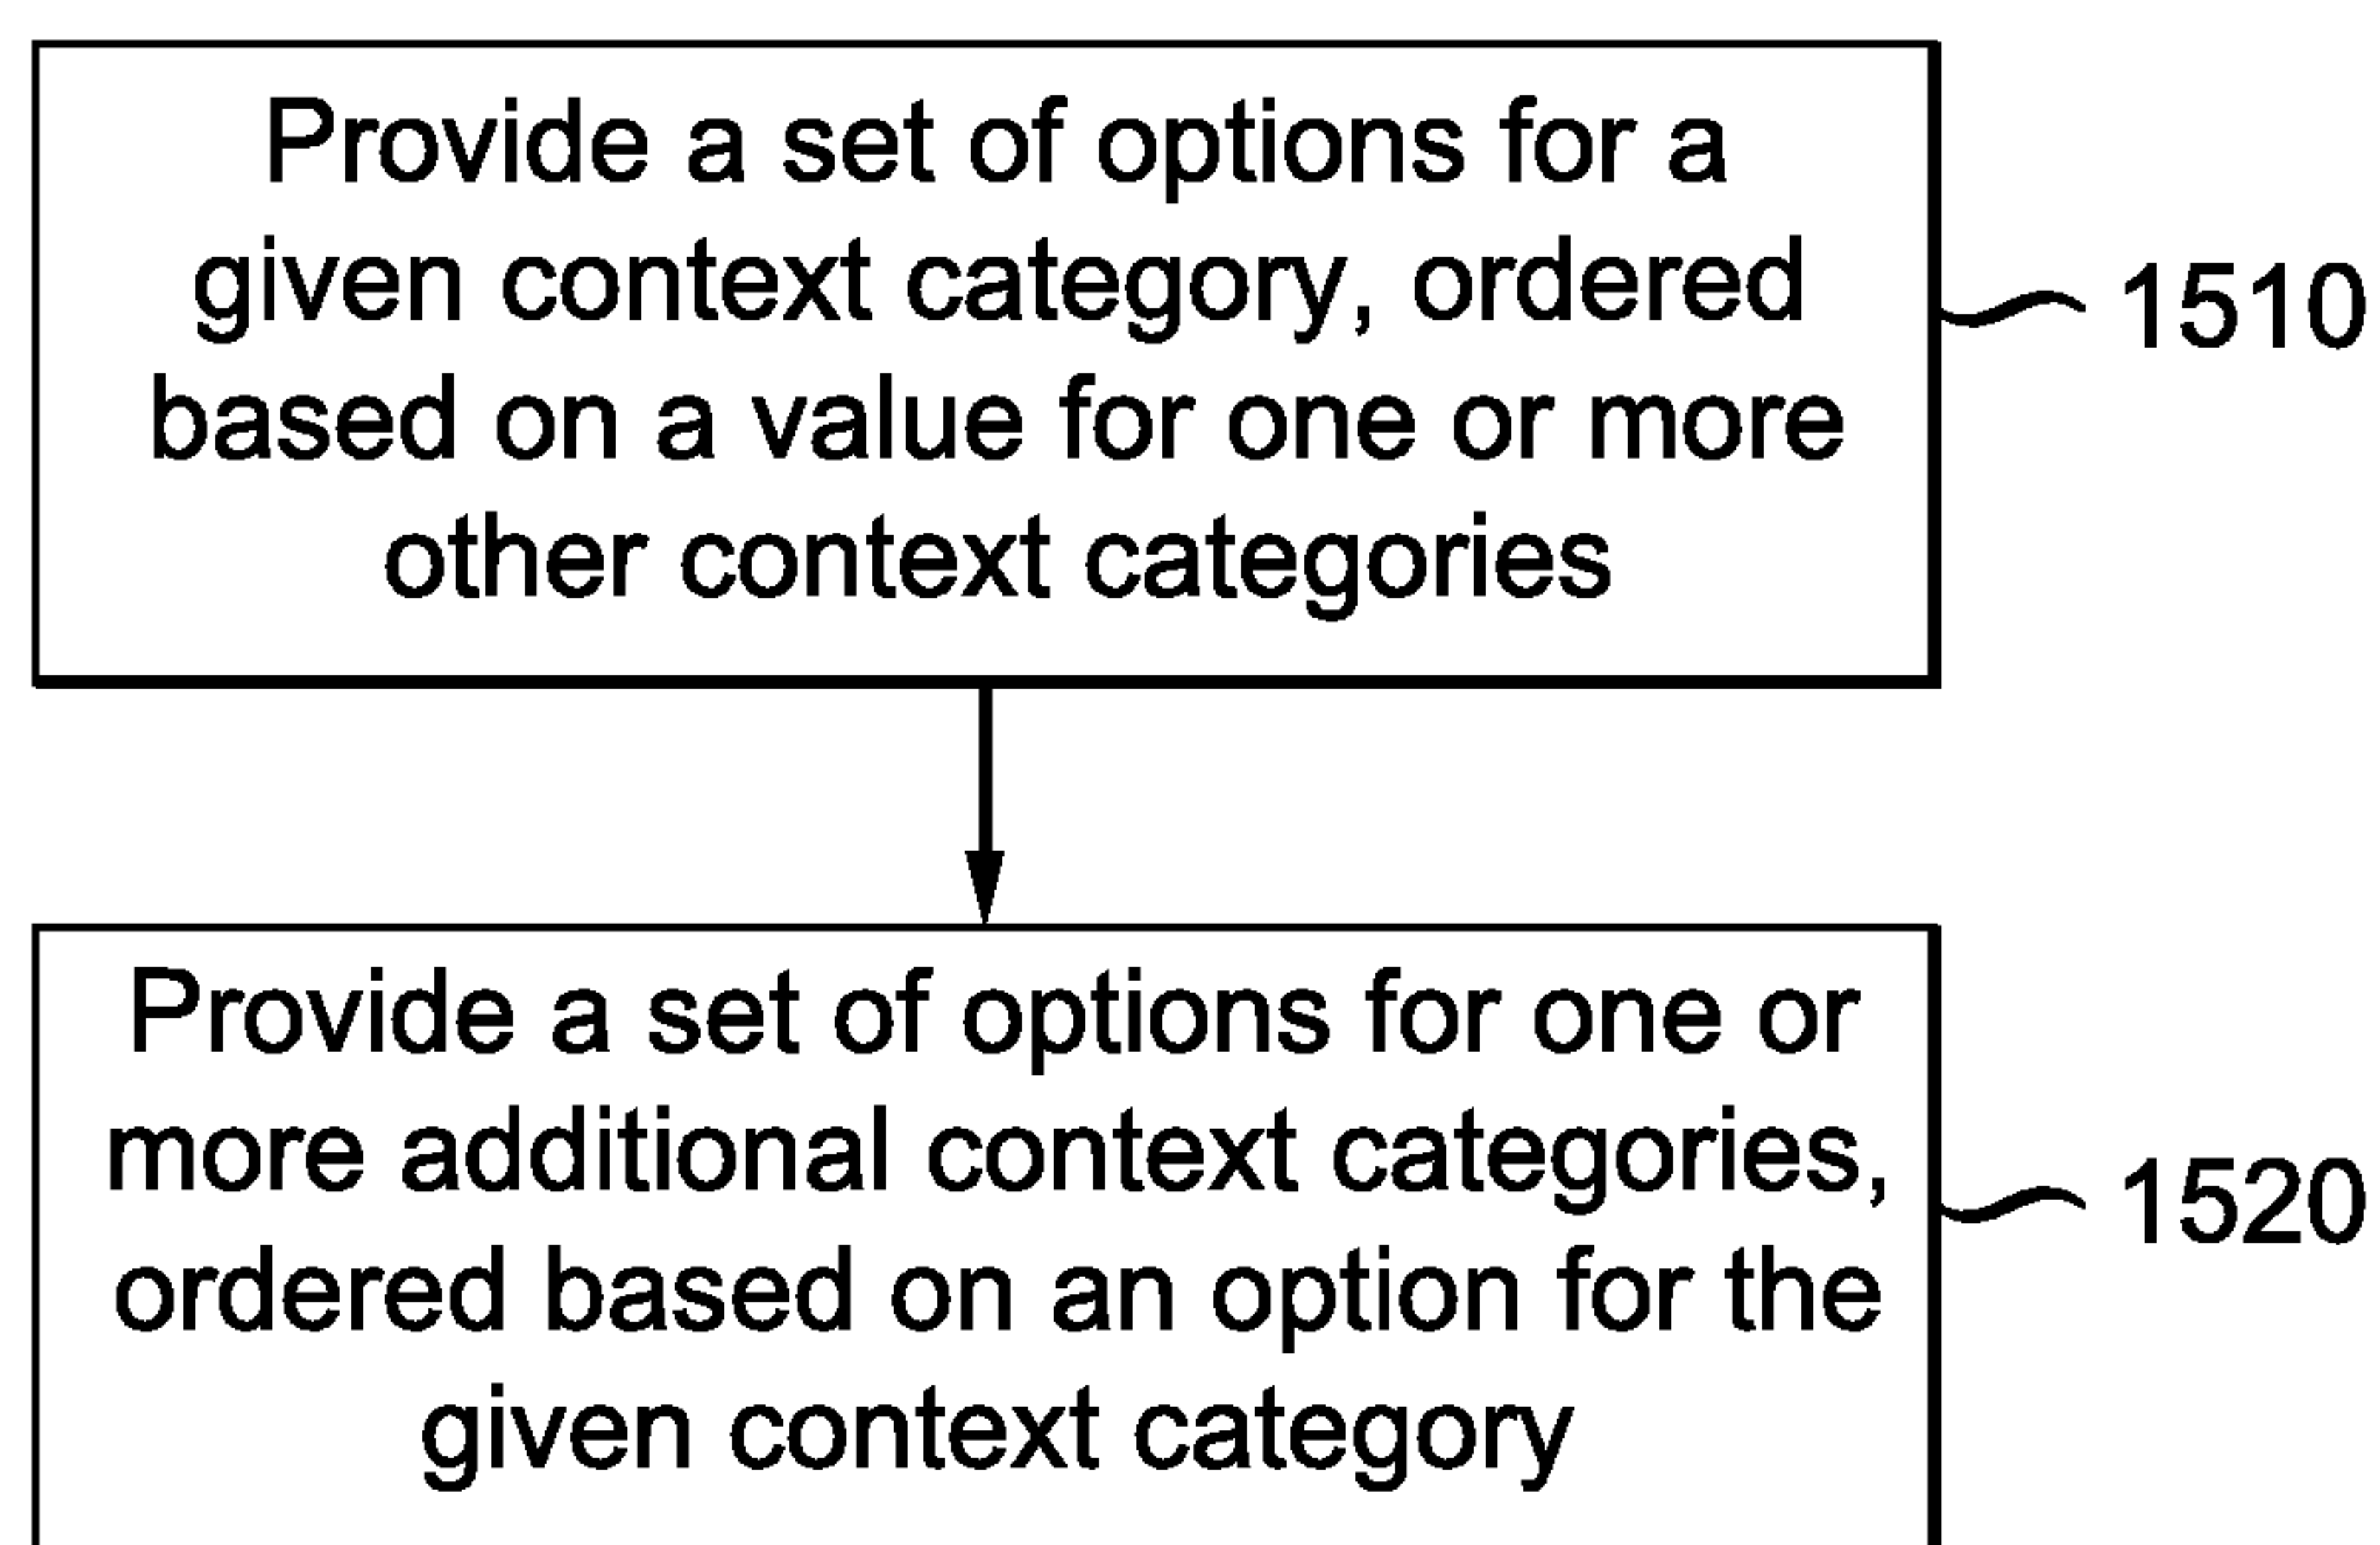 Provide a set of options for a
given context category, ordered
based on a value for one or more
other context categories
1510
Provide a set of options for one or
more additional context categories,
ordered based on an option for the
given context category
1520